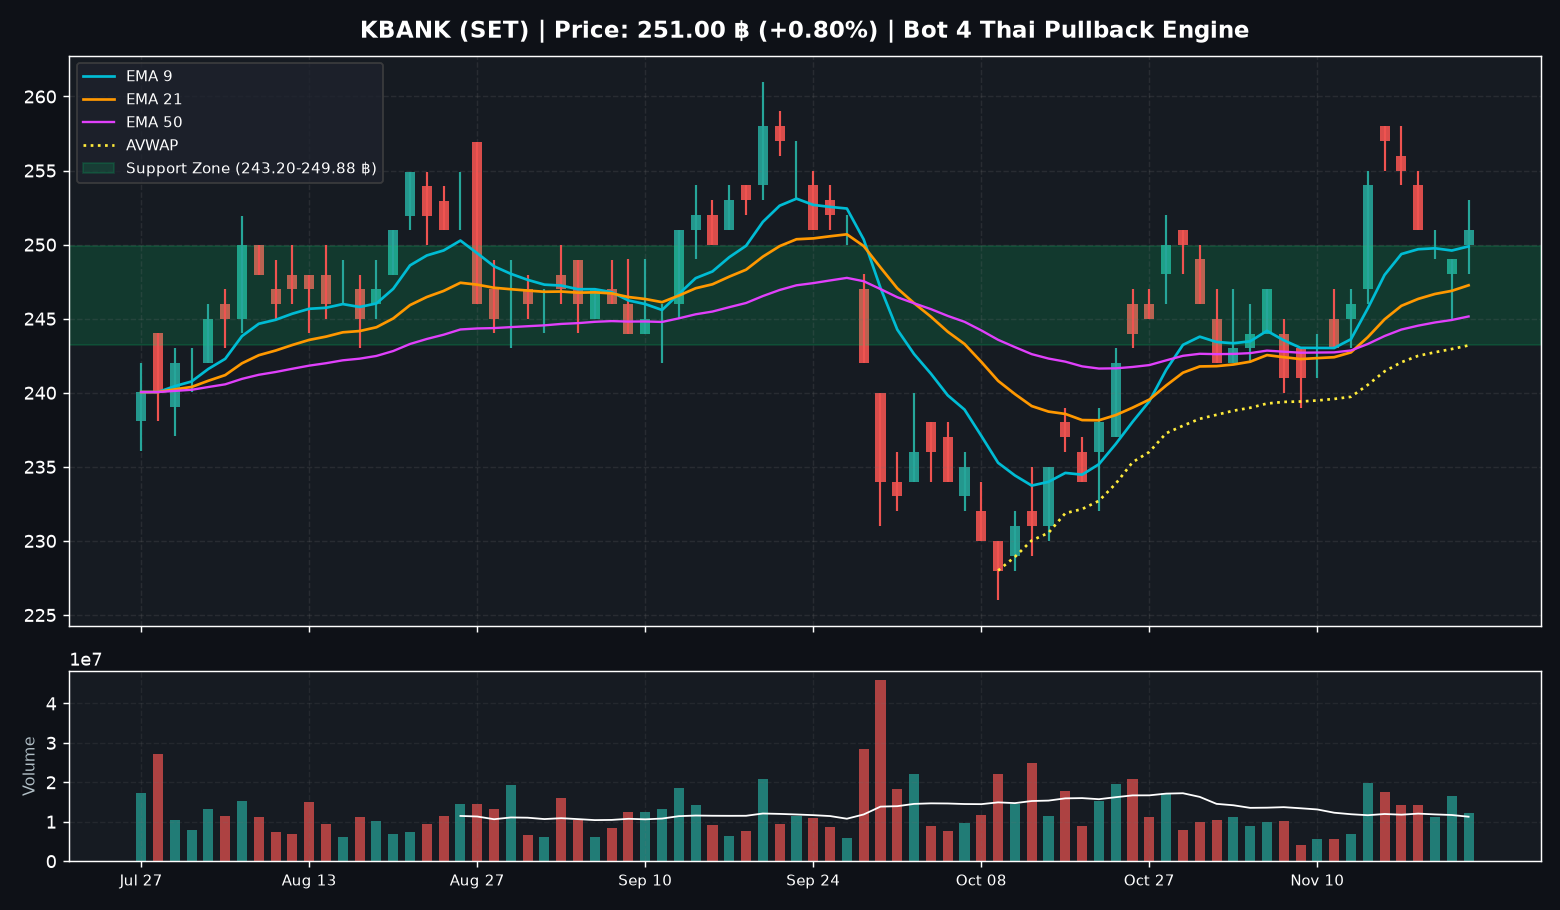 KBANK (SET) | Price: 251.00 ฿ (+0.80%) | Bot 4 Thai Pullback Engine
EMA 9
EMA 21
EMA 50
AVWAP
Support Zone (243.20-249.88 ฿)
260
255
250
245
240
235
230
225
1e7
4
3
2
1
0
Volume
Jul 27
Aug 13
Aug 27
Sep 10
Sep 24
Oct 08
Oct 27
Nov 10